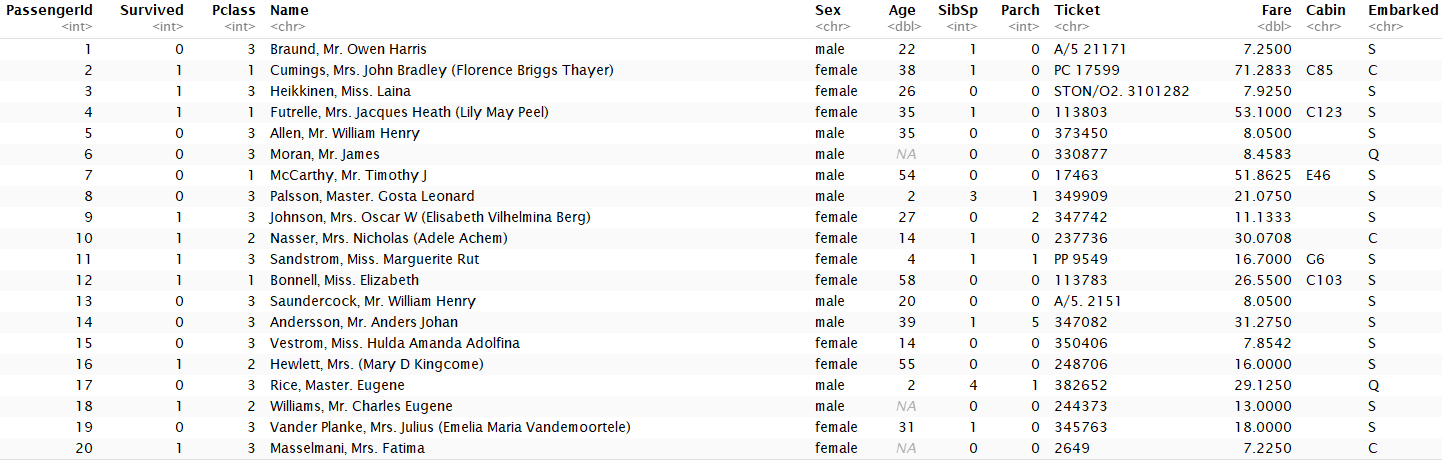 PassengerId Survived Pclass Name Sex Age SibSp Parch Ticket Fare Cabin Embarked
<int> <int> <int> <chr> <chr> <dbl> <int> <int> <chr> <dbl> <chr> <chr>
1 0 3 Braund, Mr. Owen Harris male 22 1 0 A/5 21171 7.2500 S
2 1 1 Cumings, Mrs. John Bradley (Florence Briggs Thayer) female 38 1 0 PC 17599 71.2833 C85 C
3 1 3 Heikkinen, Miss. Laina female 26 0 0 STON/O2. 3101282 7.9250 S
4 1 1 Futrelle, Mrs. Jacques Heath (Lily May Peel) female 35 1 0 113803 53.1000 C123 S
5 0 3 Allen, Mr. William Henry male 35 0 0 373450 8.0500 S
6 0 3 Moran, Mr. James male NA 0 0 330877 8.4583 Q
7 0 1 McCarthy, Mr. Timothy J male 54 0 0 17463 51.8625 E46 S
8 0 3 Palsson, Master. Gosta Leonard male 2 3 1 349909 21.0750 S
9 1 3 Johnson, Mrs. Oscar W (Elisabeth Vilhelmina Berg) female 27 0 2 347742 11.1333 S
10 1 2 Nasser, Mrs. Nicholas (Adele Achem) female 14 1 0 237736 30.0708 C
11 1 3 Sandstrom, Miss. Marguerite Rut female 4 1 1 PP 9549 16.7000 G6 S
12 1 1 Bonnell, Miss. Elizabeth female 58 0 0 113783 26.5500 C103 S
13 0 3 Saundercock, Mr. William Henry male 20 0 0 A/5. 2151 8.0500 S
14 0 3 Andersson, Mr. Anders Johan male 39 1 5 347082 31.2750 S
15 0 3 Vestrom, Miss. Hulda Amanda Adolfina female 14 0 0 350406 7.8542 S
16 1 2 Hewlett, Mrs. (Mary D Kingcome) female 55 0 0 248706 16.0000 S
17 0 3 Rice, Master. Eugene male 2 4 1 382652 29.1250 Q
18 1 2 Williams, Mr. Charles Eugene male NA 0 0 244373 13.0000 S
19 0 3 Vander Planke, Mrs. Julius (Emelia Maria Vandemoortele) female 31 1 0 345763 18.0000 S
20 1 3 Masselmani, Mrs. Fatima female NA 0 0 2649 7.2250 C